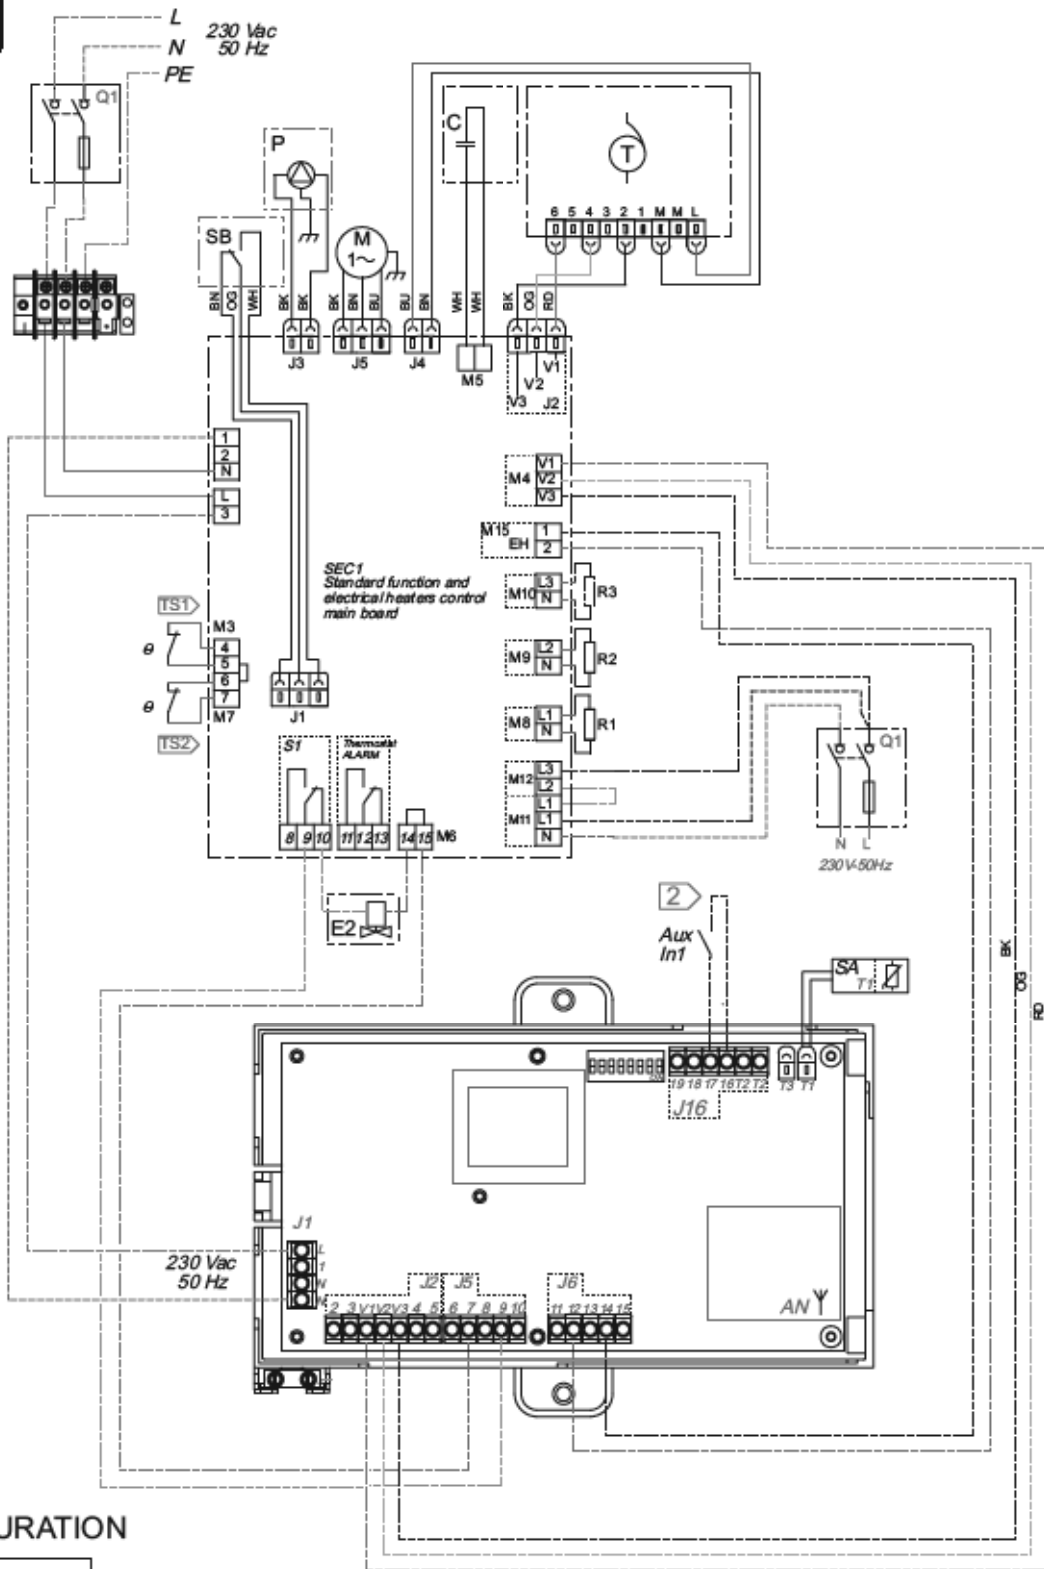 L
230 Vac
N
50 Hz
PE
Q1
C
P
T
6 5 4 3 2 1 M M L
SB
M
1~
BN OG WH
BK BK
BK BN BU
BU BN
WH WH
BK OG RD
J3
J5
J4
M5
V1
V2
V3
J2
1
2
N
L
3
M4
V1
V2
V3
M15
EH
1
2
SEC1
Standard function and
electrical heaters control
main board
M10
L3
N
R3
TS1
M3
θ
4
5
6
7
θ
M7
TS2
J1
M9
L2
N
R2
M8
L1
N
R1
S1
Thermostat
ALARM
M12
L3
L2
L1
M11
L1
N
Q1
N L
230V-50Hz
8 9 10
11 12 13
14 15
M6
E2
2
Aux
In1
SA
T1
BK
OG
RD
19 18 17 16 T2 T2
T3 T1
J16
J1
L
1
N
N
230 Vac
50 Hz
J2
J5
J6
2 3 V1 V2 V3 4 5 6 7 8 9 10
11 12 13 14 15
AN
URATION